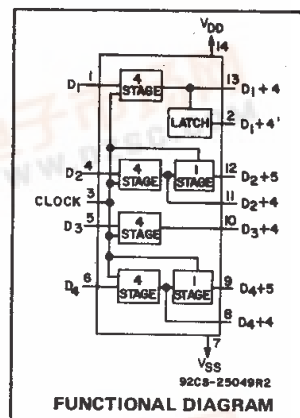 VDD
14
D1 1 4 STAGE 13 D1+4
LATCH 2 D1+4'
D2 4 4 STAGE 1 STAGE 12 D2+5
11 D2+4
CLOCK 3
D3 5 4 STAGE 10 D3+4
D4 6 4 STAGE 1 STAGE 9 D4+5
8 D4+4
7
VSS
92CS-25049R2
FUNCTIONAL DIAGRAM